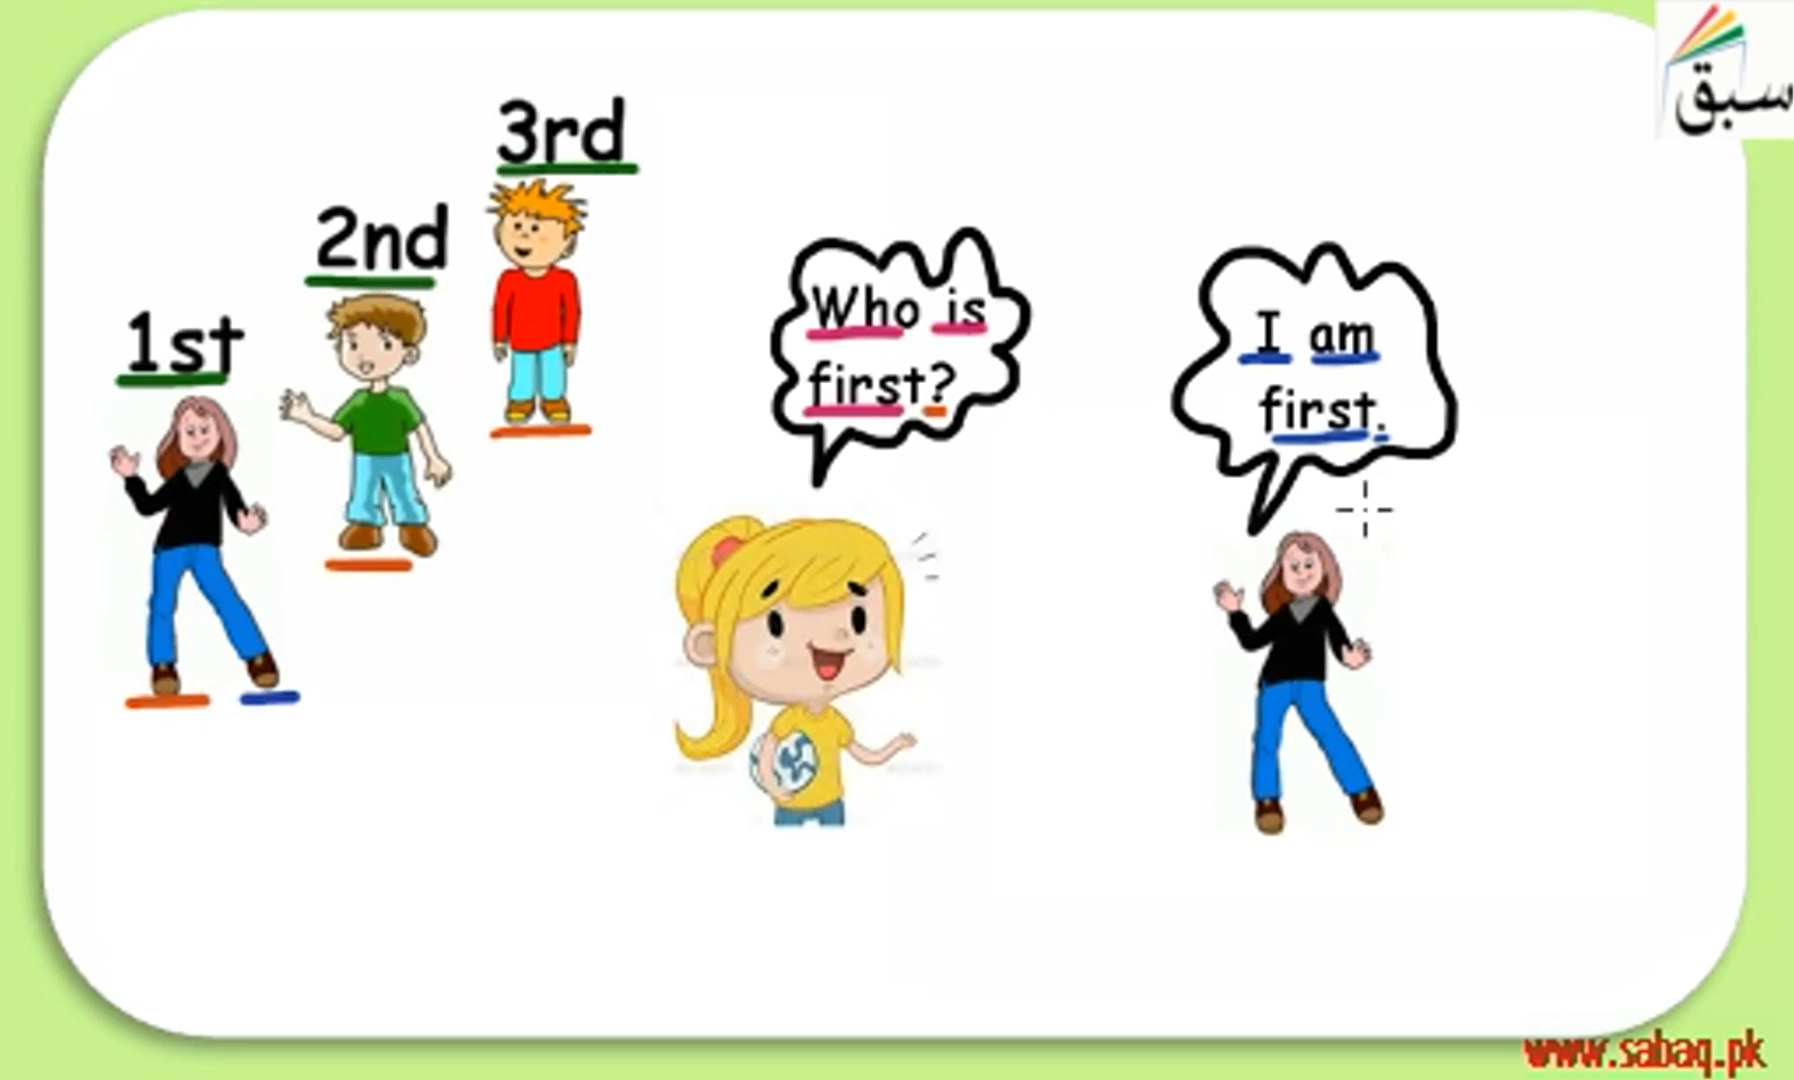 سبق
3rd
2nd
1st
Who is
first?
I am
first.
www.sabaq.pk